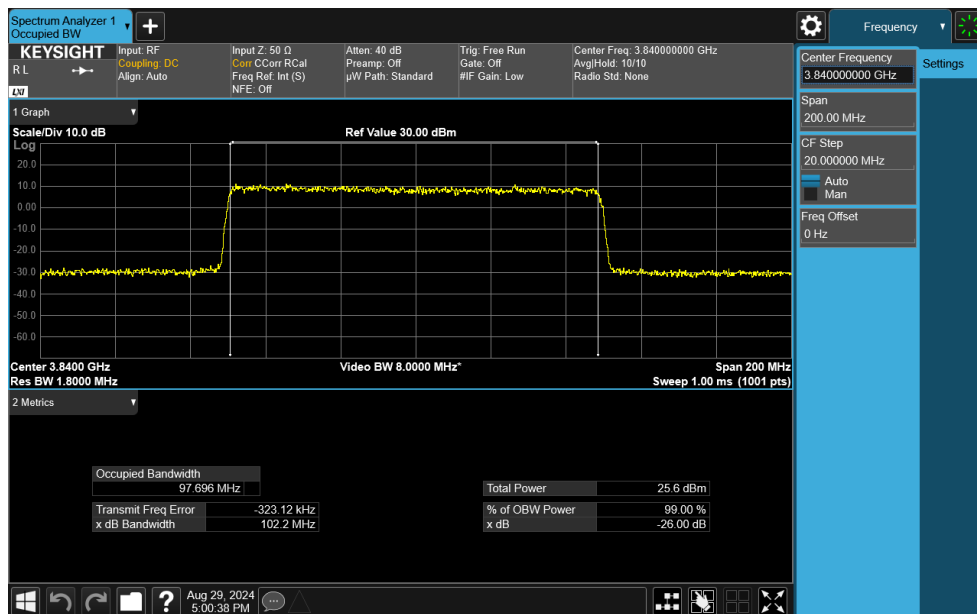 Spectrum Analyzer 1
Occupied BW
Frequency
KEYSIGHT
R L
LXI
Input: RF
Coupling: DC
Align: Auto
Input Z: 50 Ω
Corr CCorr RCal
Freq Ref: Int (S)
NFE: Off
Atten: 40 dB
Preamp: Off
µW Path: Standard
Trig: Free Run
Gate: Off
#IF Gain: Low
Center Freq: 3.840000000 GHz
Avg|Hold: 10/10
Radio Std: None
Center Frequency
3.840000000 GHz
Settings
Span
200.00 MHz
CF Step
20.000000 MHz
Auto
Man
Freq Offset
0 Hz
1 Graph
Scale/Div 10.0 dB
Ref Value 30.00 dBm
Log
20.0
10.0
0.00
-10.0
-20.0
-30.0
-40.0
-50.0
-60.0
Center 3.8400 GHz
Video BW 8.0000 MHz*
Span 200 MHz
Res BW 1.8000 MHz
Sweep 1.00 ms (1001 pts)
2 Metrics
Occupied Bandwidth
97.696 MHz
Total Power 25.6 dBm
Transmit Freq Error -323.12 kHz
% of OBW Power 99.00 %
x dB Bandwidth 102.2 MHz
x dB -26.00 dB
?
Aug 29, 2024
5:00:38 PM